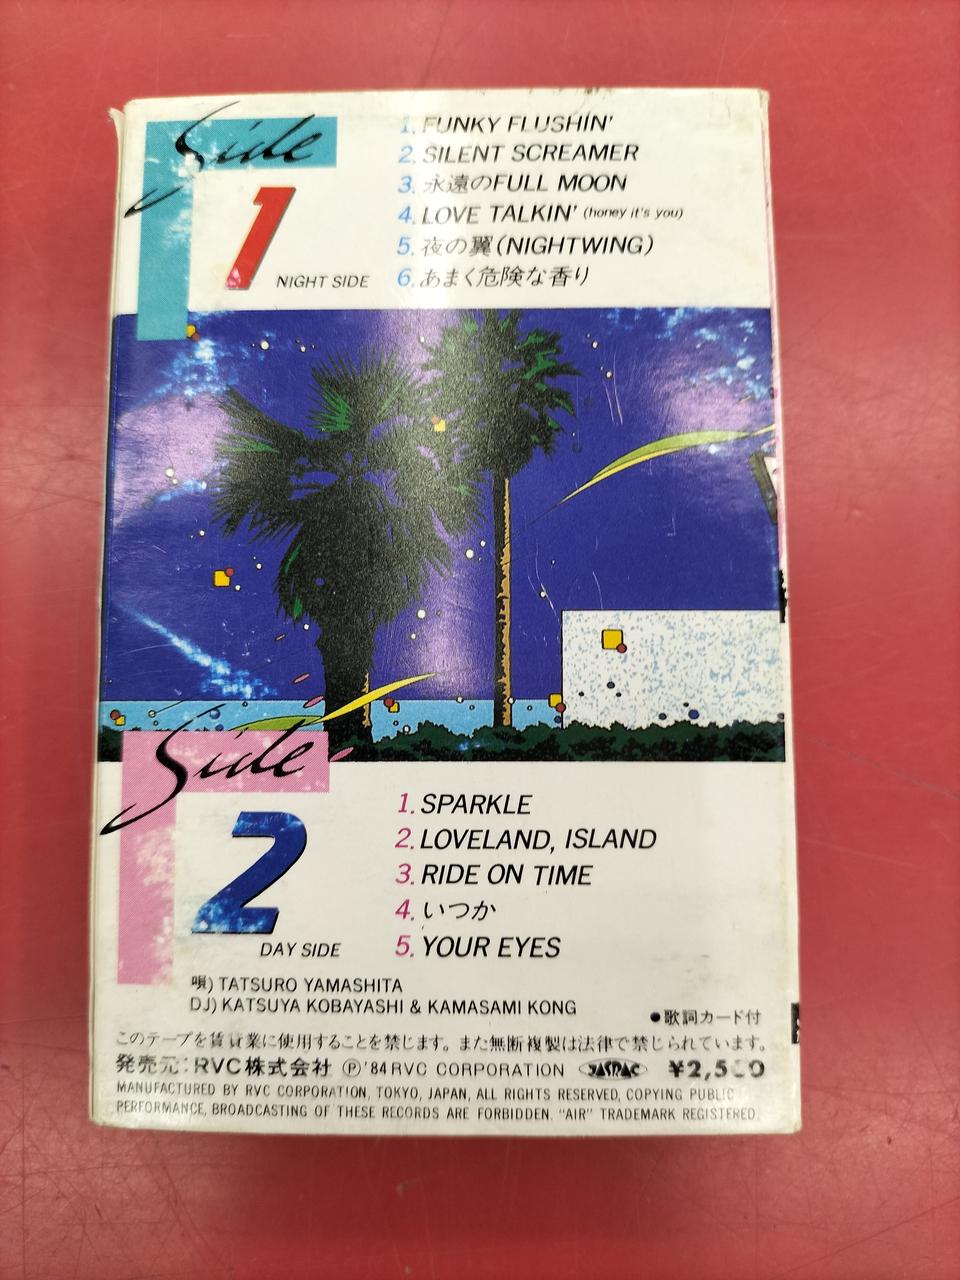 Side
1
NIGHT SIDE
1. FUNKY FLUSHIN'
2. SILENT SCREAMER
3. 永遠のFULL MOON
4. LOVE TALKIN' (honey it's you)
5. 夜の翼(NIGHTWING)
6. あまく危険な香り
Side
2
DAY SIDE
1. SPARKLE
2. LOVELAND, ISLAND
3. RIDE ON TIME
4. いつか
5. YOUR EYES
唄) TATSURO YAMASHITA
DJ) KATSUYA KOBAYASHI & KAMASAMI KONG
●歌詞カード付
このテープを賃貸業に使用することを禁じます。また無断複製は法律で禁じられています。
発売元:RVC株式会社 Ⓟ'84 RVC CORPORATION JASRAC
MANUFACTURED BY RVC CORPORATION, TOKYO, JAPAN, ALL RIGHTS RESERVED, COPYING PUBLIC
PERFORMANCE, BROADCASTING OF THESE RECORDS ARE FORBIDDEN. "AIR" TRADEMARK REGISTERED.